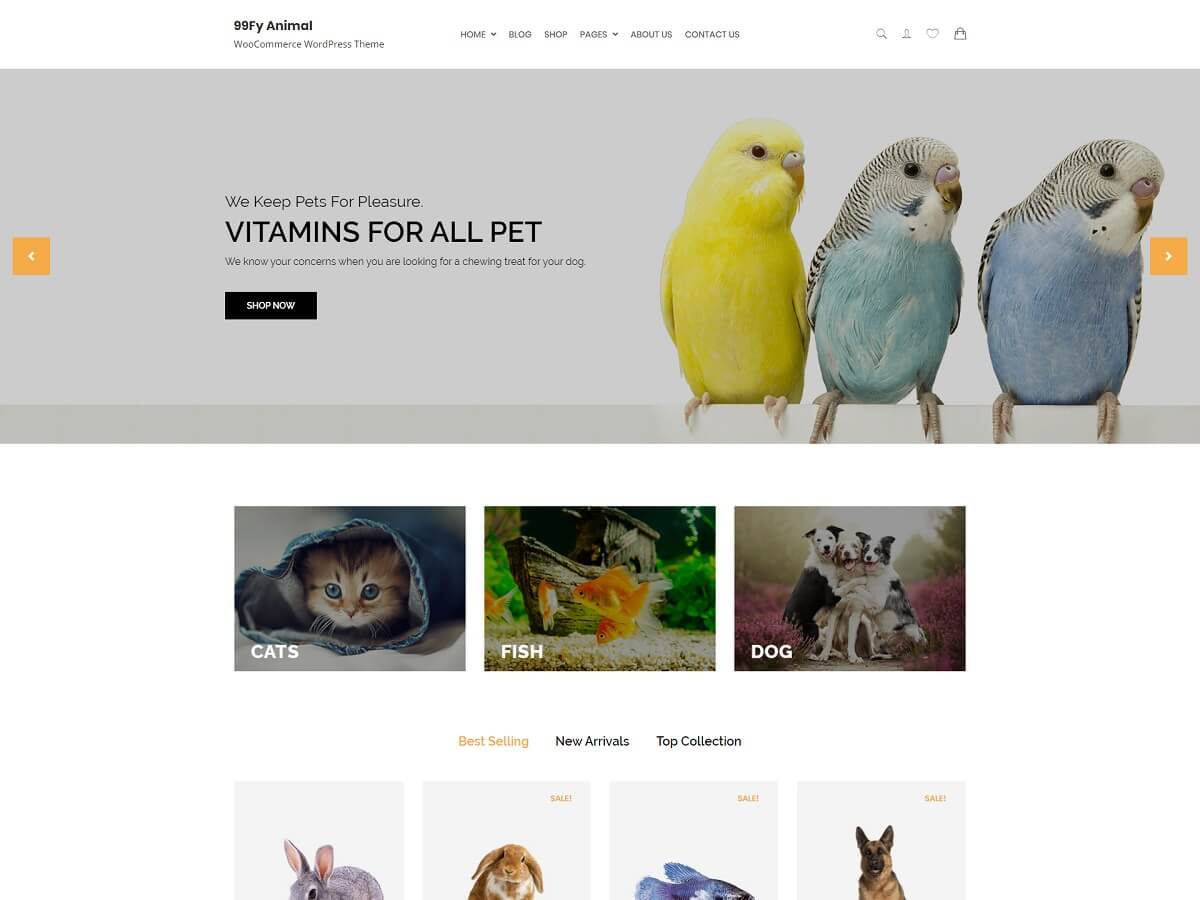 99Fy Animal
WooCommerce WordPress Theme
HOME BLOG SHOP PAGES ABOUT US CONTACT US
We Keep Pets For Pleasure.
VITAMINS FOR ALL PET
We know your concerns when you are looking for a chewing treat for your dog.
SHOP NOW
CATS FISH DOG
Best Selling New Arrivals Top Collection
SALE! SALE! SALE!